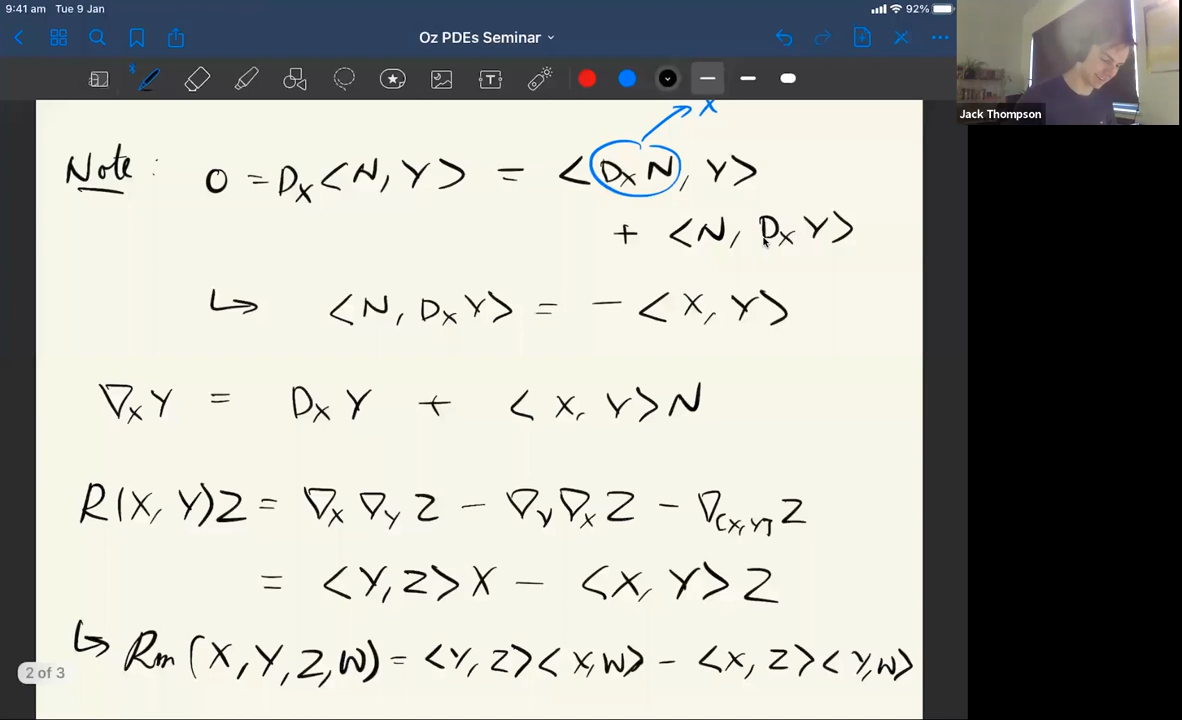 9:41 am Tue 9 Jan 92%
Oz PDEs Seminar
Jack Thompson
X
Note: 0 = D_X <N, Y> = <D_X N, Y>
+ <N, D_X Y>
↳ <N, D_X Y> = - <X, Y>
∇_X Y = D_X Y + <X, Y> N
R(X, Y)Z = ∇_X ∇_Y Z - ∇_Y ∇_X Z - ∇_[X,Y] Z
= <Y, Z> X - <X, Y> Z
↳ Rm (X, Y, Z, W) = <Y, Z> <X, W> - <X, Z> <Y, W>
2 of 3